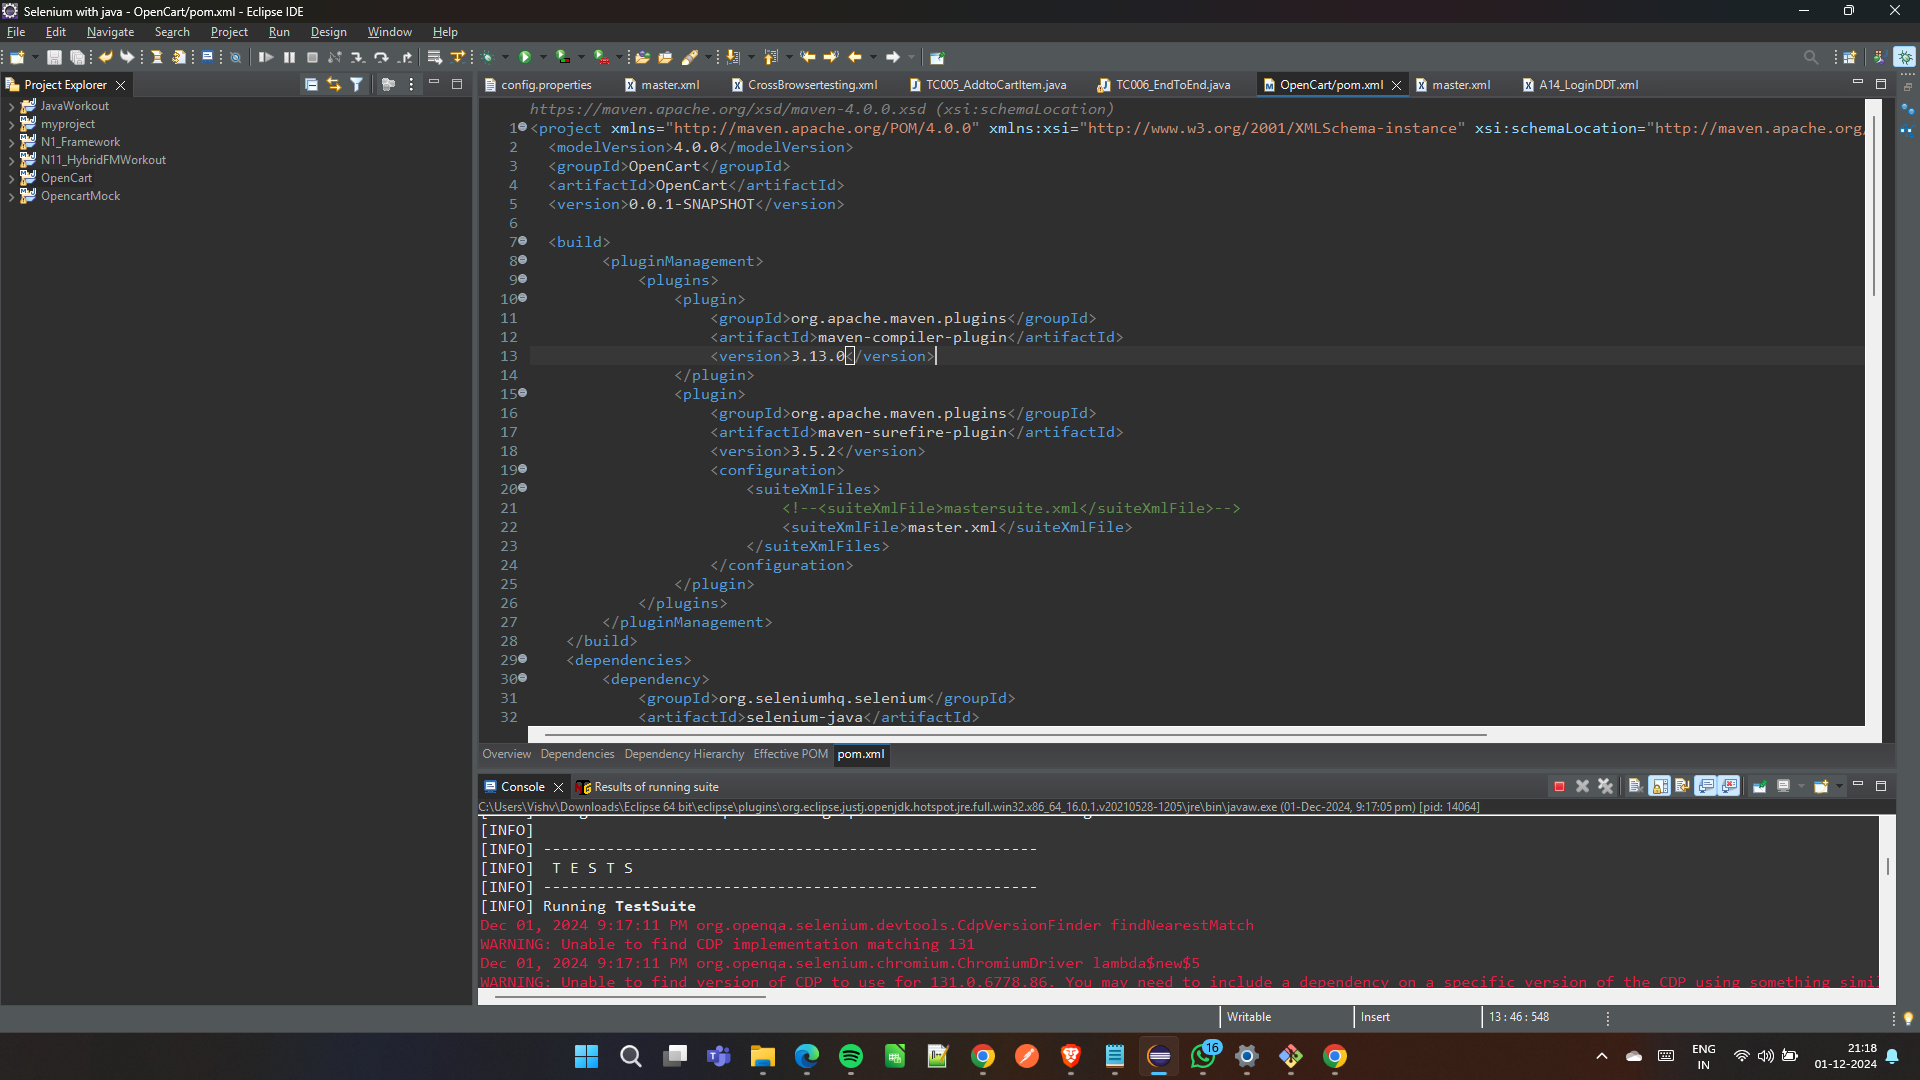 Selenium with java - OpenCart/pom.xml - Eclipse IDE
File Edit Navigate Search Project Run Design Window Help
Project Explorer
JavaWorkout
myproject
N1_Framework
N11_HybridFMWorkout
OpenCart
OpencartMock
config.properties master.xml CrossBrowsertesting.xml TC005_AddtoCartItem.java TC006_EndToEnd.java OpenCart/pom.xml master.xml A14_LoginDDT.xml
https://maven.apache.org/xsd/maven-4.0.0.xsd (xsi:schemaLocation)
1 <project xmlns="http://maven.apache.org/POM/4.0.0" xmlns:xsi="http://www.w3.org/2001/XMLSchema-instance" xsi:schemaLocation="http://maven.apache.org/
2 <modelVersion>4.0.0</modelVersion>
3 <groupId>OpenCart</groupId>
4 <artifactId>OpenCart</artifactId>
5 <version>0.0.1-SNAPSHOT</version>
6
7 <build>
8 <pluginManagement>
9 <plugins>
10 <plugin>
11 <groupId>org.apache.maven.plugins</groupId>
12 <artifactId>maven-compiler-plugin</artifactId>
13 <version>3.13.0</version>
14 </plugin>
15 <plugin>
16 <groupId>org.apache.maven.plugins</groupId>
17 <artifactId>maven-surefire-plugin</artifactId>
18 <version>3.5.2</version>
19 <configuration>
20 <suiteXmlFiles>
21 <!--<suiteXmlFile>mastersuite.xml</suiteXmlFile>-->
22 <suiteXmlFile>master.xml</suiteXmlFile>
23 </suiteXmlFiles>
24 </configuration>
25 </plugin>
26 </plugins>
27 </pluginManagement>
28 </build>
29 <dependencies>
30 <dependency>
31 <groupId>org.seleniumhq.selenium</groupId>
32 <artifactId>selenium-java</artifactId>
Overview Dependencies Dependency Hierarchy Effective POM pom.xml
Console Results of running suite
C:\Users\Vishv\Downloads\Eclipse 64 bit\eclipse\plugins\org.eclipse.justj.openjdk.hotspot.jre.full.win32.x86_64_16.0.1.v20210528-1205\jre\bin\javaw.exe (01-Dec-2024, 9:17:05 pm) [pid: 14064]
[INFO]
[INFO] -------------------------------------------------------
[INFO]  T E S T S
[INFO] -------------------------------------------------------
[INFO] Running TestSuite
Dec 01, 2024 9:17:11 PM org.openqa.selenium.devtools.CdpVersionFinder findNearestMatch
WARNING: Unable to find CDP implementation matching 131
Dec 01, 2024 9:17:11 PM org.openqa.selenium.chromium.ChromiumDriver lambda$new$5
WARNING: Unable to find version of CDP to use for 131.0.6778.86. You may need to include a dependency on a specific version of the CDP using something simi
Writable Insert 13 : 46 : 548
16
ENG
IN
21:18
01-12-2024